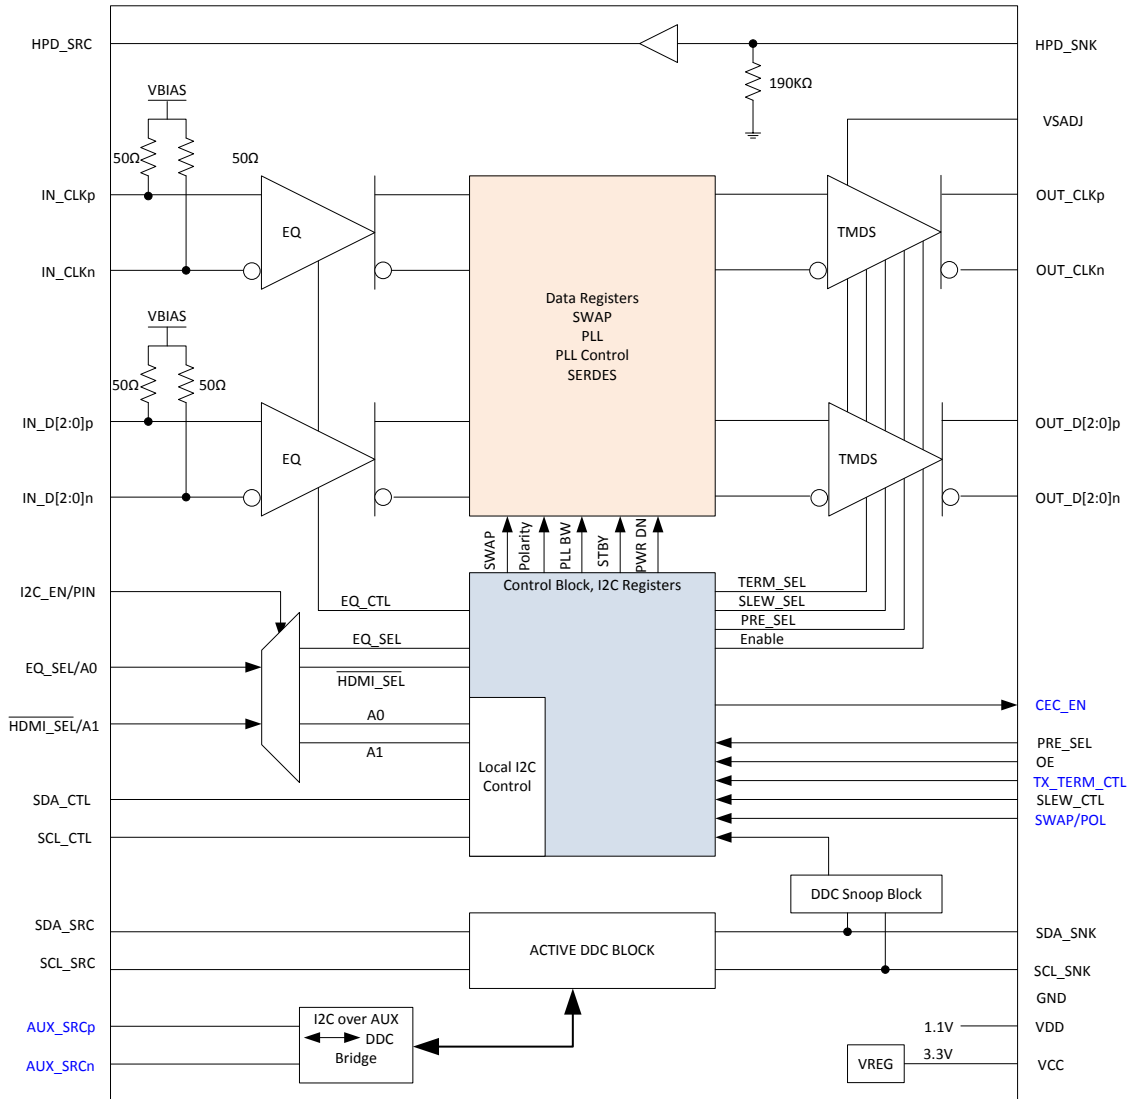 HPD_SRC
HPD_SNK
190KΩ
VBIAS
VSADJ
50Ω
50Ω
IN_CLKp
OUT_CLKp
EQ
TMDS
IN_CLKn
OUT_CLKn
Data Registers
SWAP
PLL
PLL Control
SERDES
VBIAS
50Ω
50Ω
IN_D[2:0]p
OUT_D[2:0]p
EQ
TMDS
IN_D[2:0]n
OUT_D[2:0]n
SWAP
Polarity
PLL BW
STBY
PWR DN
I2C_EN/PIN
Control Block, I2C Registers
TERM_SEL
EQ_CTL
SLEW_SEL
PRE_SEL
EQ_SEL
Enable
EQ_SEL/A0
HDMI_SEL
CEC_EN
A0
HDMI_SEL/A1
A1
PRE_SEL
OE
Local I2C
Control
TX_TERM_CTL
SDA_CTL
SLEW_CTL
SWAP/POL
SCL_CTL
DDC Snoop Block
SDA_SRC
SDA_SNK
ACTIVE DDC BLOCK
SCL_SRC
SCL_SNK
GND
I2C over AUX
DDC
Bridge
AUX_SRCp
1.1V
VDD
3.3V
AUX_SRCn
VREG
VCC